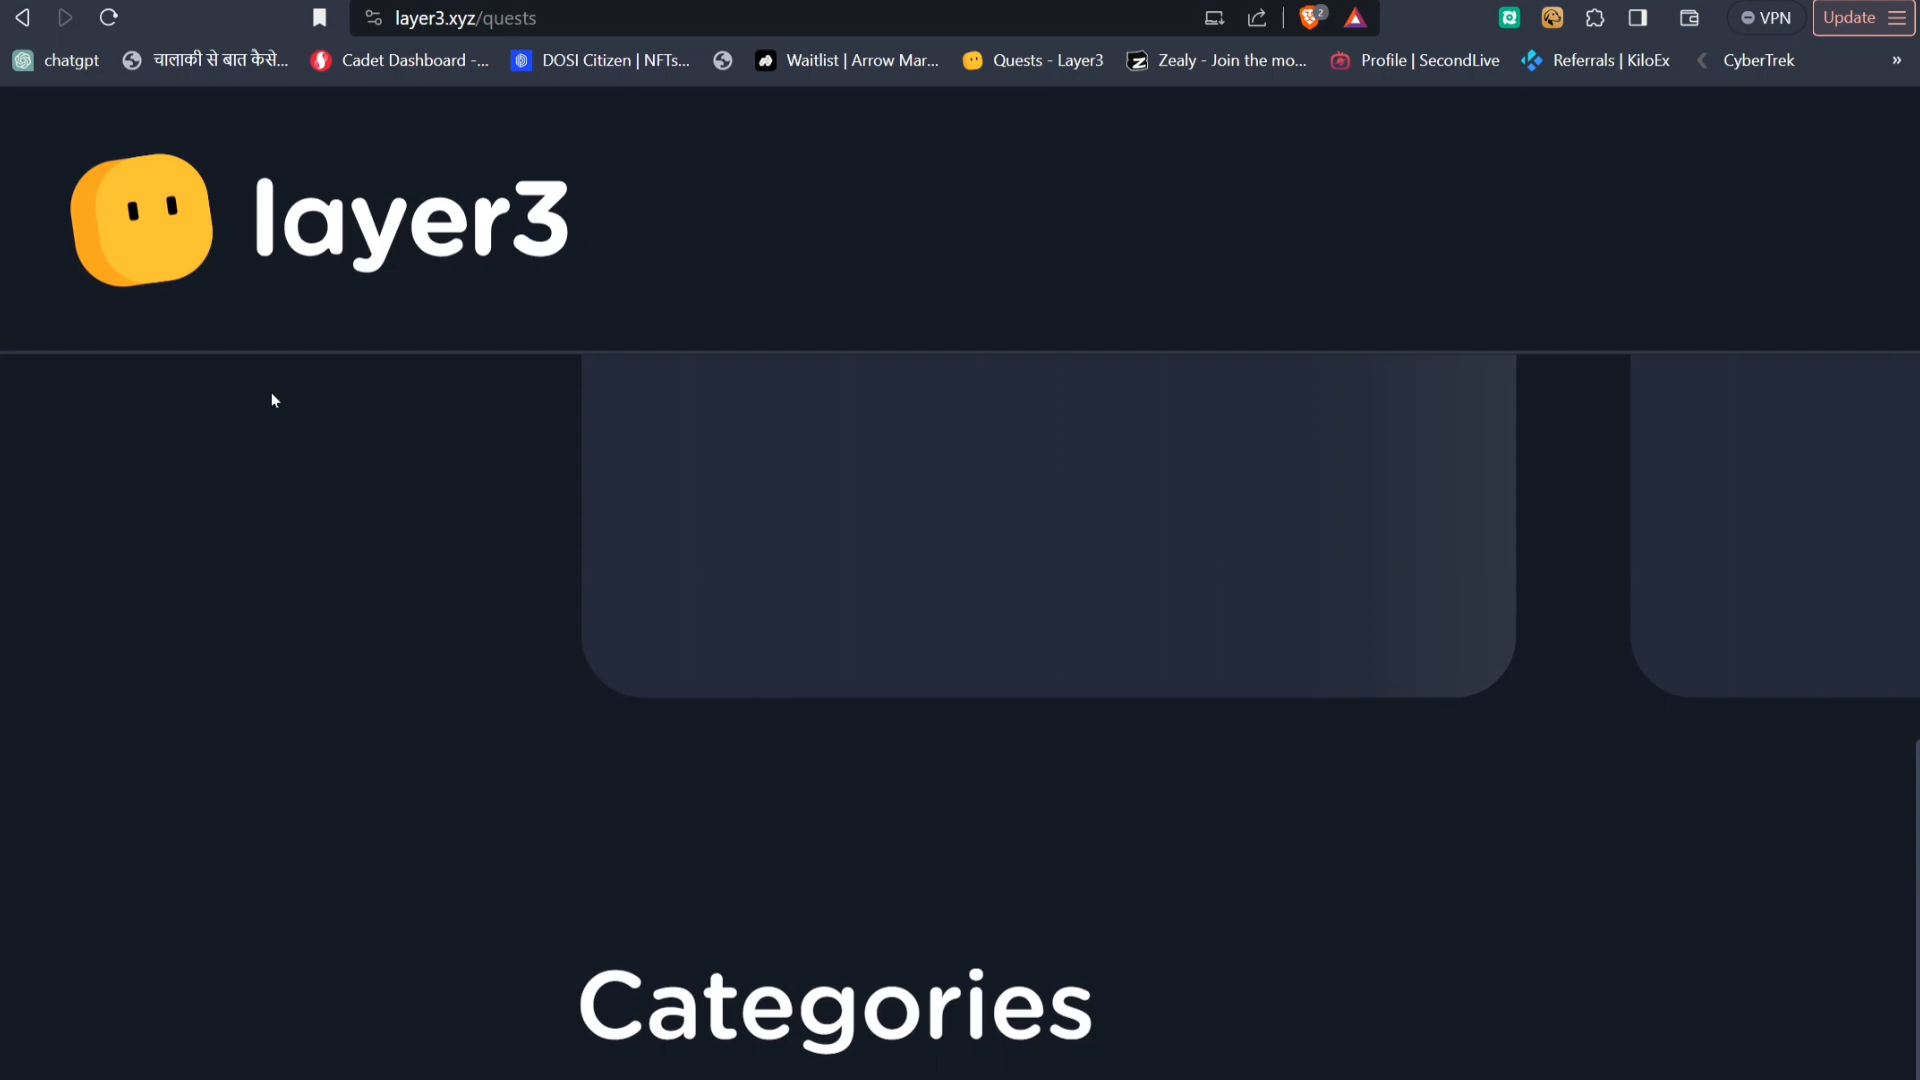 layer3.xyz/quests
2
VPN
Update
chatgpt
चालाकी से बात कैसे...
Cadet Dashboard -...
DOSI Citizen | NFTs...
Waitlist | Arrow Mar...
Quests - Layer3
Zealy - Join the mo...
Profile | SecondLive
Referrals | KiloEx
CyberTrek
»
layer3
Categories